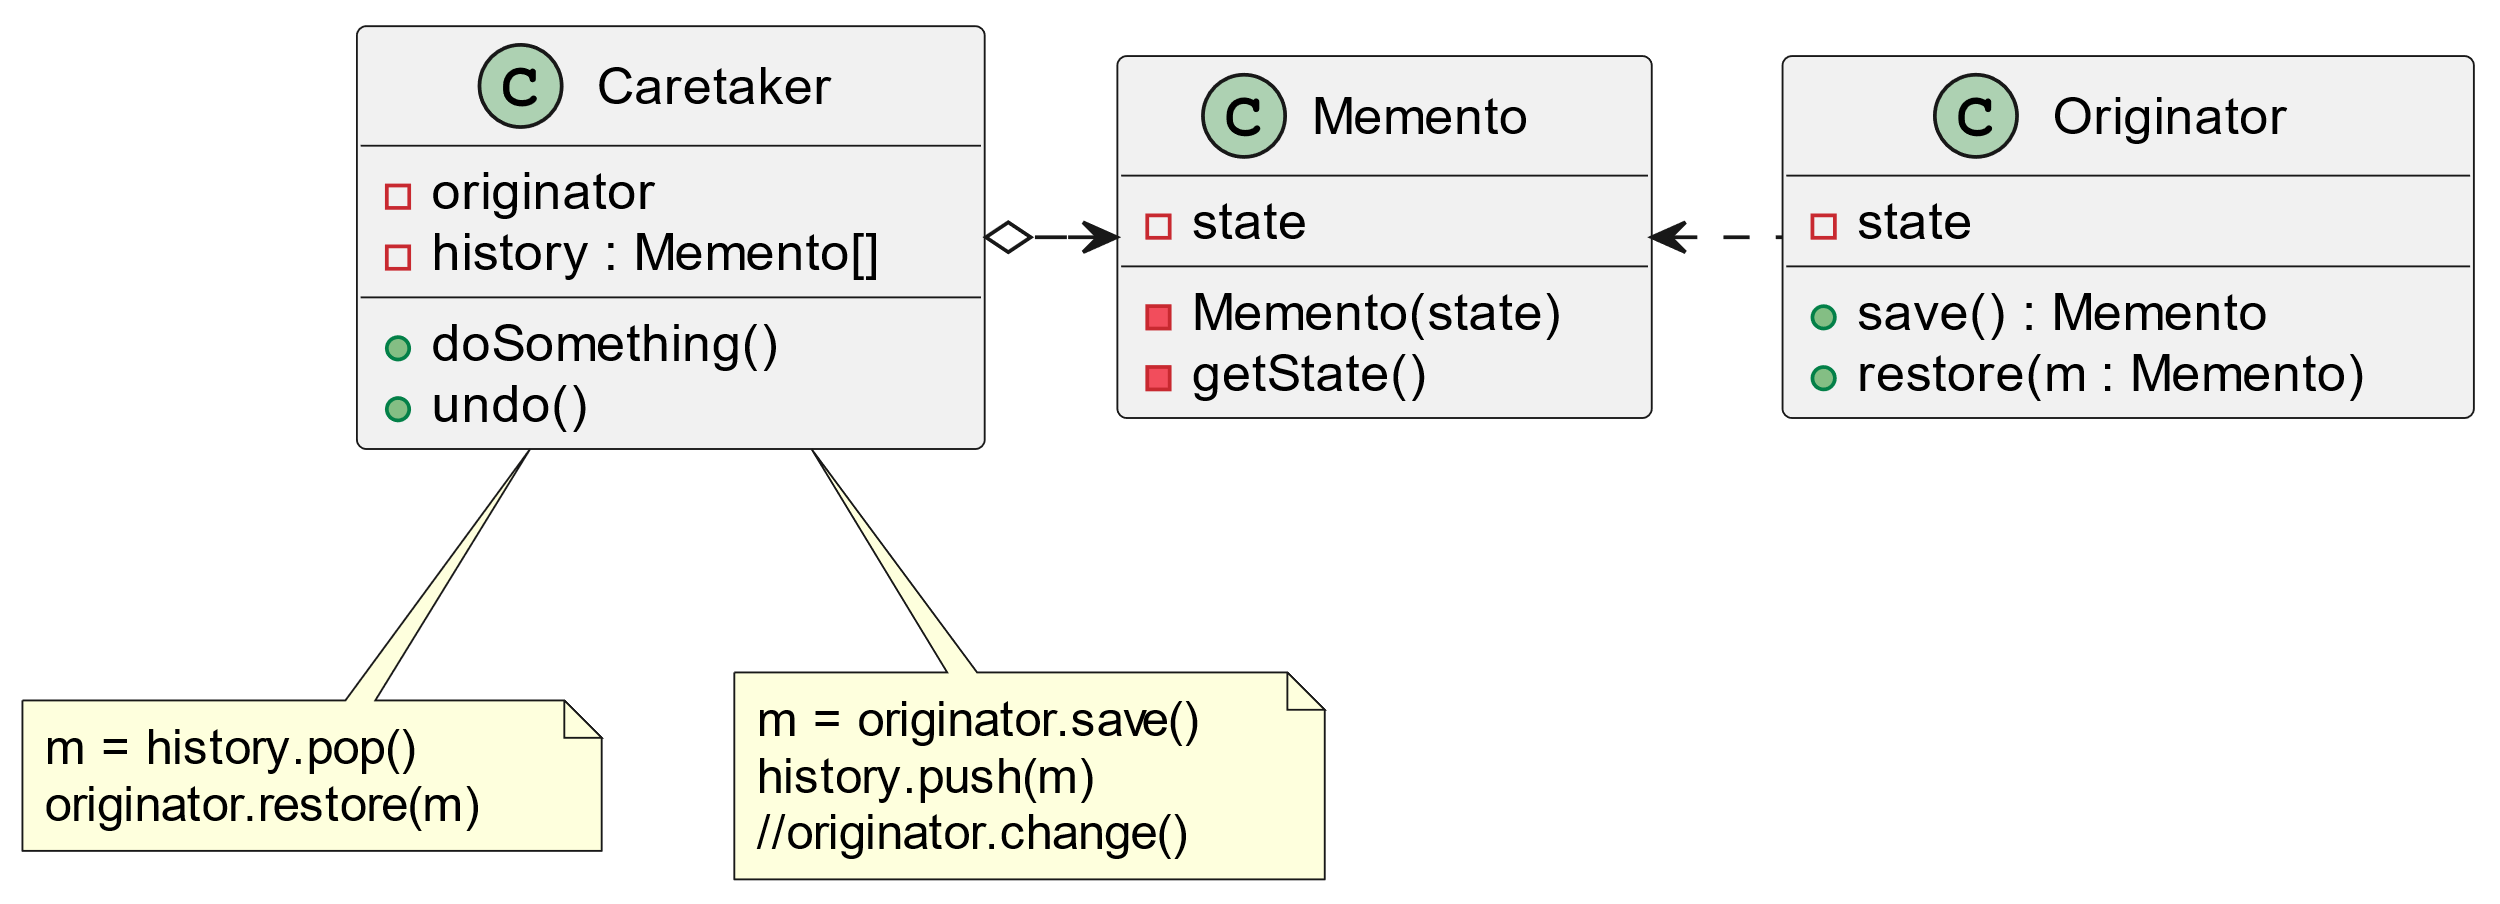 C Caretaker
originator
history : Memento[]
doSomething()
undo()
C Memento
state
Memento(state)
getState()
C Originator
state
save() : Memento
restore(m : Memento)
m = history.pop()
originator.restore(m)
m = originator.save()
history.push(m)
//originator.change()